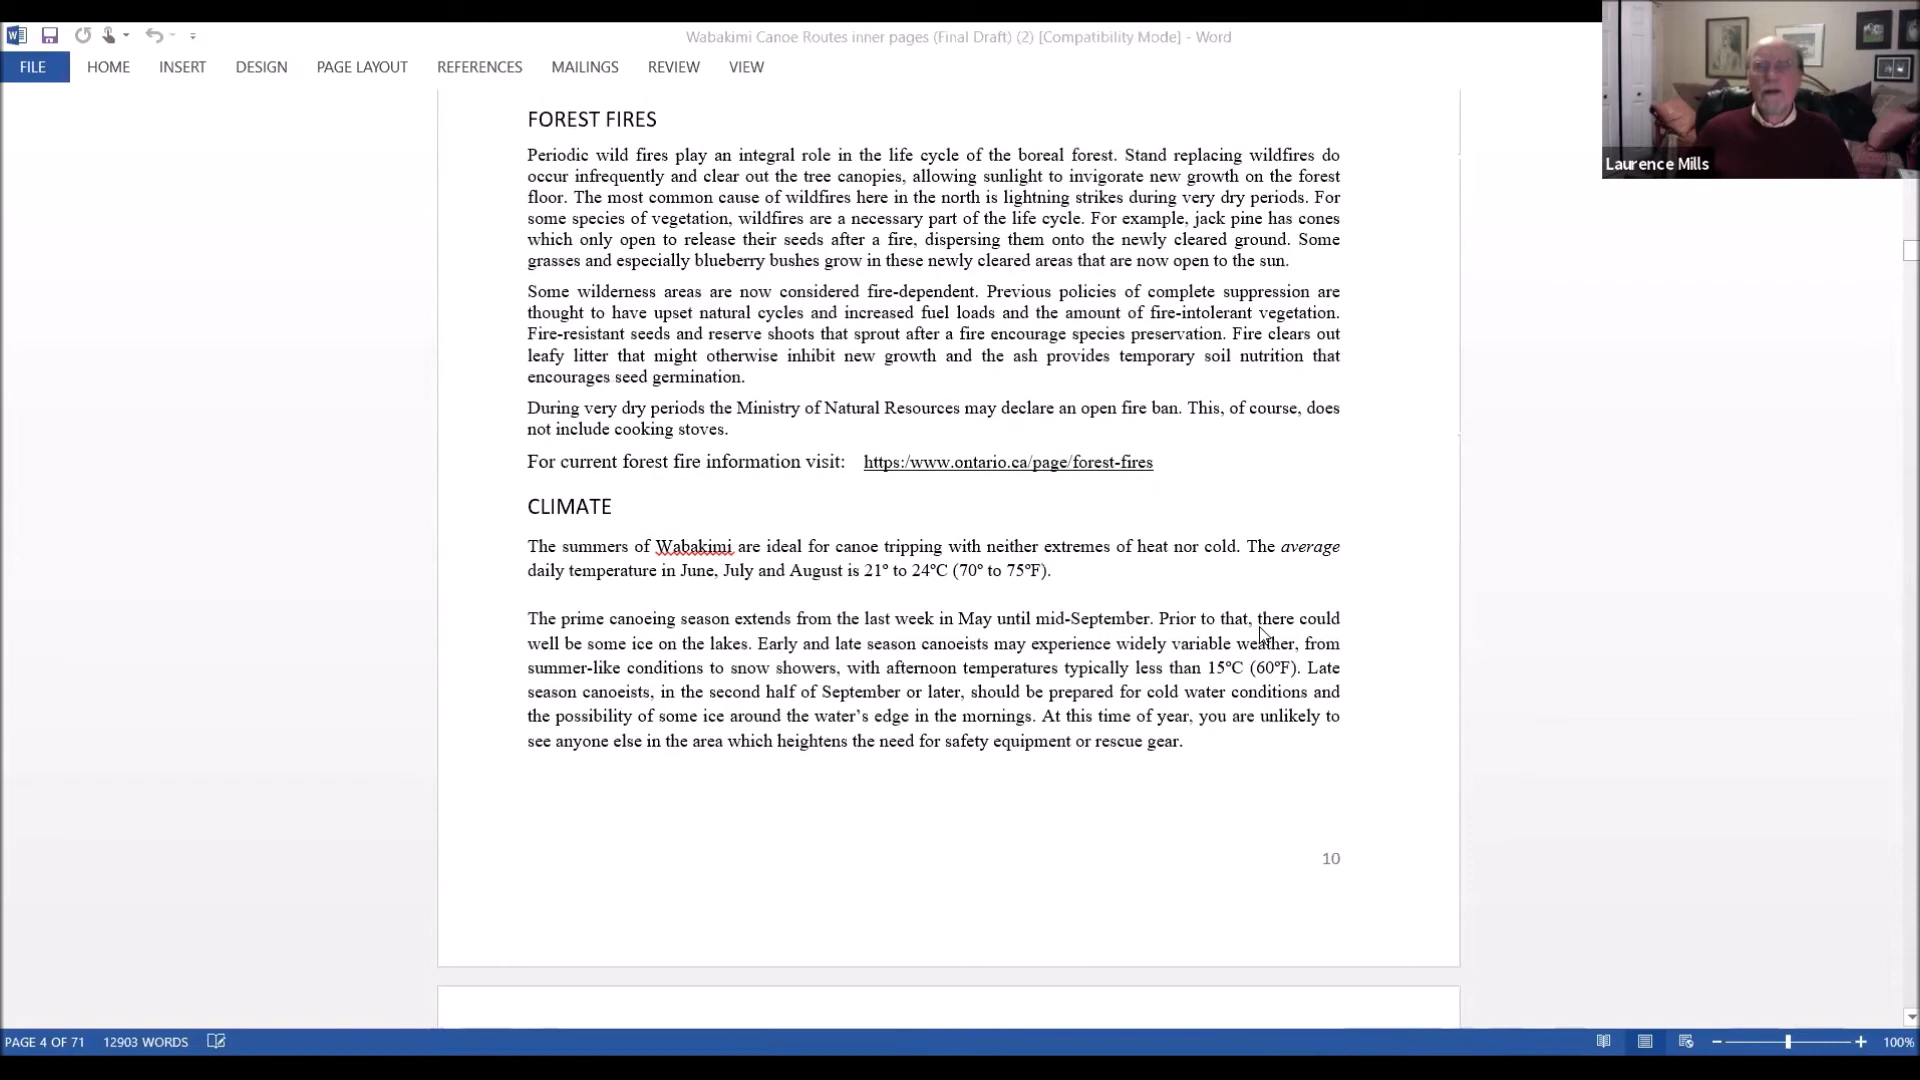 Wabakimi Canoe Routes inner pages (Final Draft) (2) [Compatibility Mode] - Word
FILE HOME INSERT DESIGN PAGE LAYOUT REFERENCES MAILINGS REVIEW VIEW
Laurence Mills
FOREST FIRES
Periodic wild fires play an integral role in the life cycle of the boreal forest. Stand replacing wildfires do
occur infrequently and clear out the tree canopies, allowing sunlight to invigorate new growth on the forest
floor. The most common cause of wildfires here in the north is lightning strikes during very dry periods. For
some species of vegetation, wildfires are a necessary part of the life cycle. For example, jack pine has cones
which only open to release their seeds after a fire, dispersing them onto the newly cleared ground. Some
grasses and especially blueberry bushes grow in these newly cleared areas that are now open to the sun.
Some wilderness areas are now considered fire-dependent. Previous policies of complete suppression are
thought to have upset natural cycles and increased fuel loads and the amount of fire-intolerant vegetation.
Fire-resistant seeds and reserve shoots that sprout after a fire encourage species preservation. Fire clears out
leafy litter that might otherwise inhibit new growth and the ash provides temporary soil nutrition that
encourages seed germination.
During very dry periods the Ministry of Natural Resources may declare an open fire ban. This, of course, does
not include cooking stoves.
For current forest fire information visit: https:/www.ontario.ca/page/forest-fires
CLIMATE
The summers of Wabakimi are ideal for canoe tripping with neither extremes of heat nor cold. The average
daily temperature in June, July and August is 21º to 24ºC (70º to 75ºF).
The prime canoeing season extends from the last week in May until mid-September. Prior to that, there could
well be some ice on the lakes. Early and late season canoeists may experience widely variable weather, from
summer-like conditions to snow showers, with afternoon temperatures typically less than 15ºC (60ºF). Late
season canoeists, in the second half of September or later, should be prepared for cold water conditions and
the possibility of some ice around the water’s edge in the mornings. At this time of year, you are unlikely to
see anyone else in the area which heightens the need for safety equipment or rescue gear.
10
PAGE 4 OF 71 12903 WORDS 100%